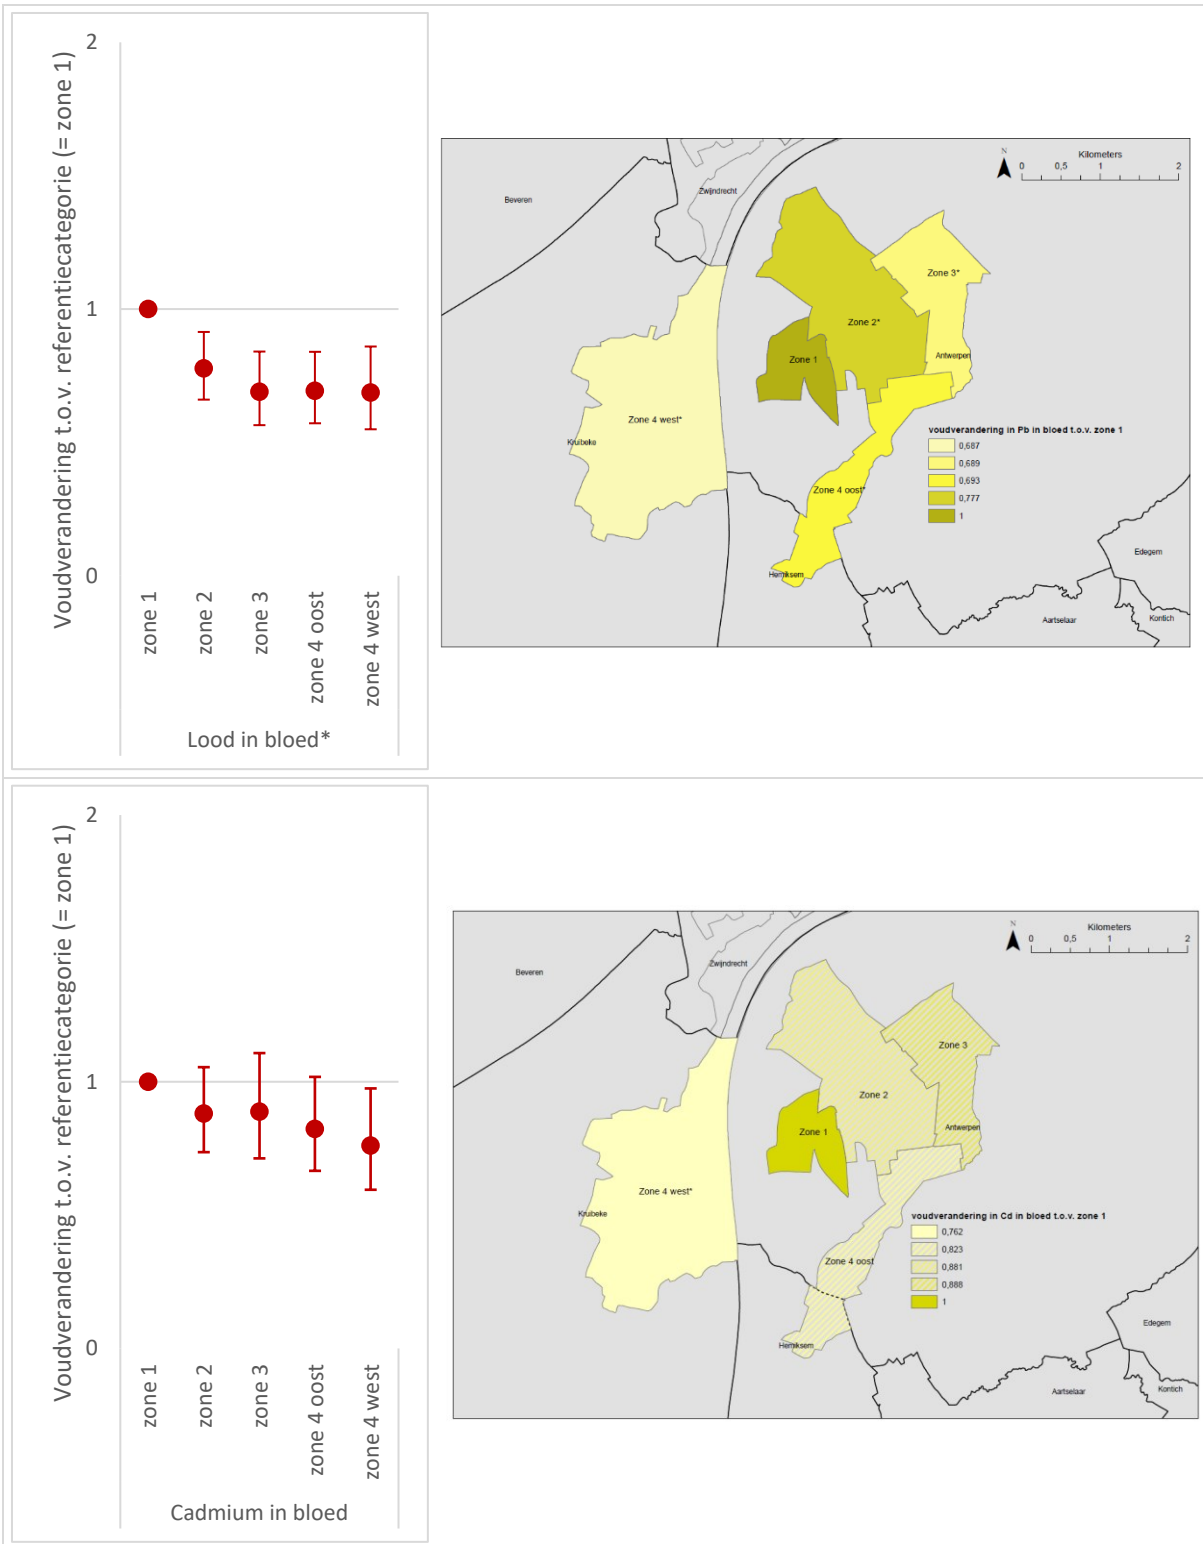 Voudverandering t.o.v. referentiecategorie (= zone 1)
2
1
0
zone 1
zone 2
zone 3
zone 4 oost
zone 4 west
Lood in bloed*
Beveren
Zwijndrecht
N
Kilometers
0 0,5 1 2
Zone 3*
Zone 2*
Zone 1
Antwerpen
Zone 4 west*
Kruibeke
Zone 4 oost*
Hemiksem
voudverandering in Pb in bloed t.o.v. zone 1
0,687
0,689
0,693
0,777
1
Edegem
Aartselaar
Kontich
Voudverandering t.o.v. referentiecategorie (= zone 1)
2
1
0
zone 1
zone 2
zone 3
zone 4 oost
zone 4 west
Cadmium in bloed
Beveren
Zwijndrecht
N
Kilometers
0 0,5 1 2
Zone 3
Zone 2
Zone 1
Antwerpen
Zone 4 west*
Kruibeke
Zone 4 oost
Hemiksem
voudverandering in Cd in bloed t.o.v. zone 1
0,762
0,823
0,881
0,888
1
Edegem
Aartselaar
Kontich